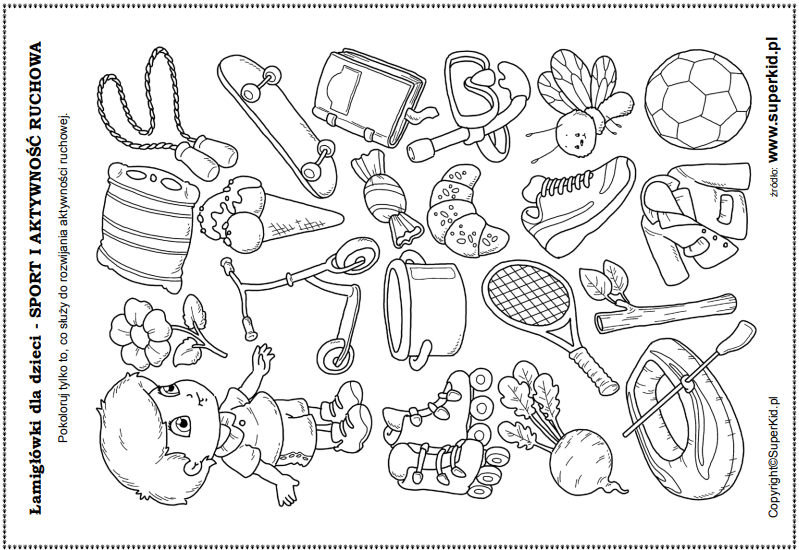 Łamigłówki dla dzieci - SPORT I AKTYWNOŚĆ RUCHOWA
Pokoloruj tylko to, co służy do rozwijania aktywności ruchowej.
Copyright©SuperKid.pl
źródło: www.superkid.pl